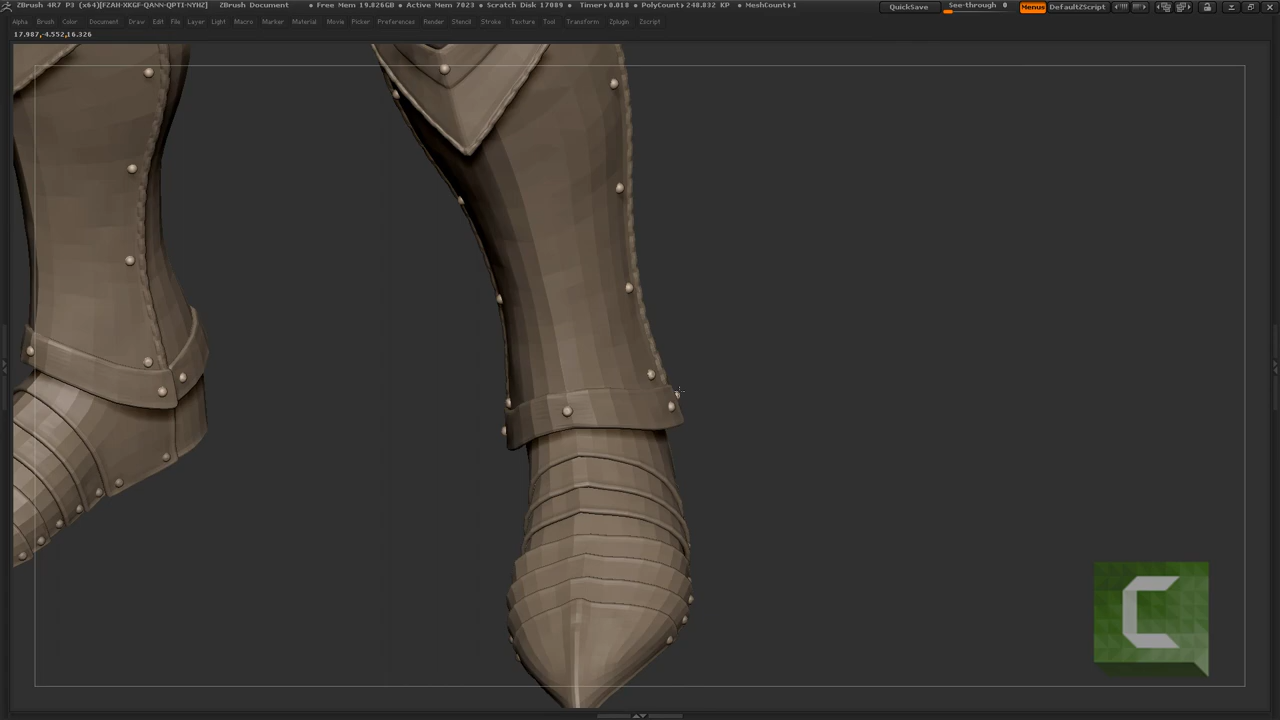 ZBrush 4R7 P3 (x64)[FZAH-XKGF-QANN-QPTI-NYHZ] ZBrush Document • Free Mem 19.826GB • Active Mem 7023 • Scratch Disk 17089 • Timer▸0.018 • PolyCount▸248.832 KP • MeshCount▸1 QuickSave See-through 0 Menus DefaultZScript
Alpha Brush Color Document Draw Edit File Layer Light Macro Marker Material Movie Picker Preferences Render Stencil Stroke Texture Tool Transform Zplugin Zscript
17.987,-4.552,16.326
C